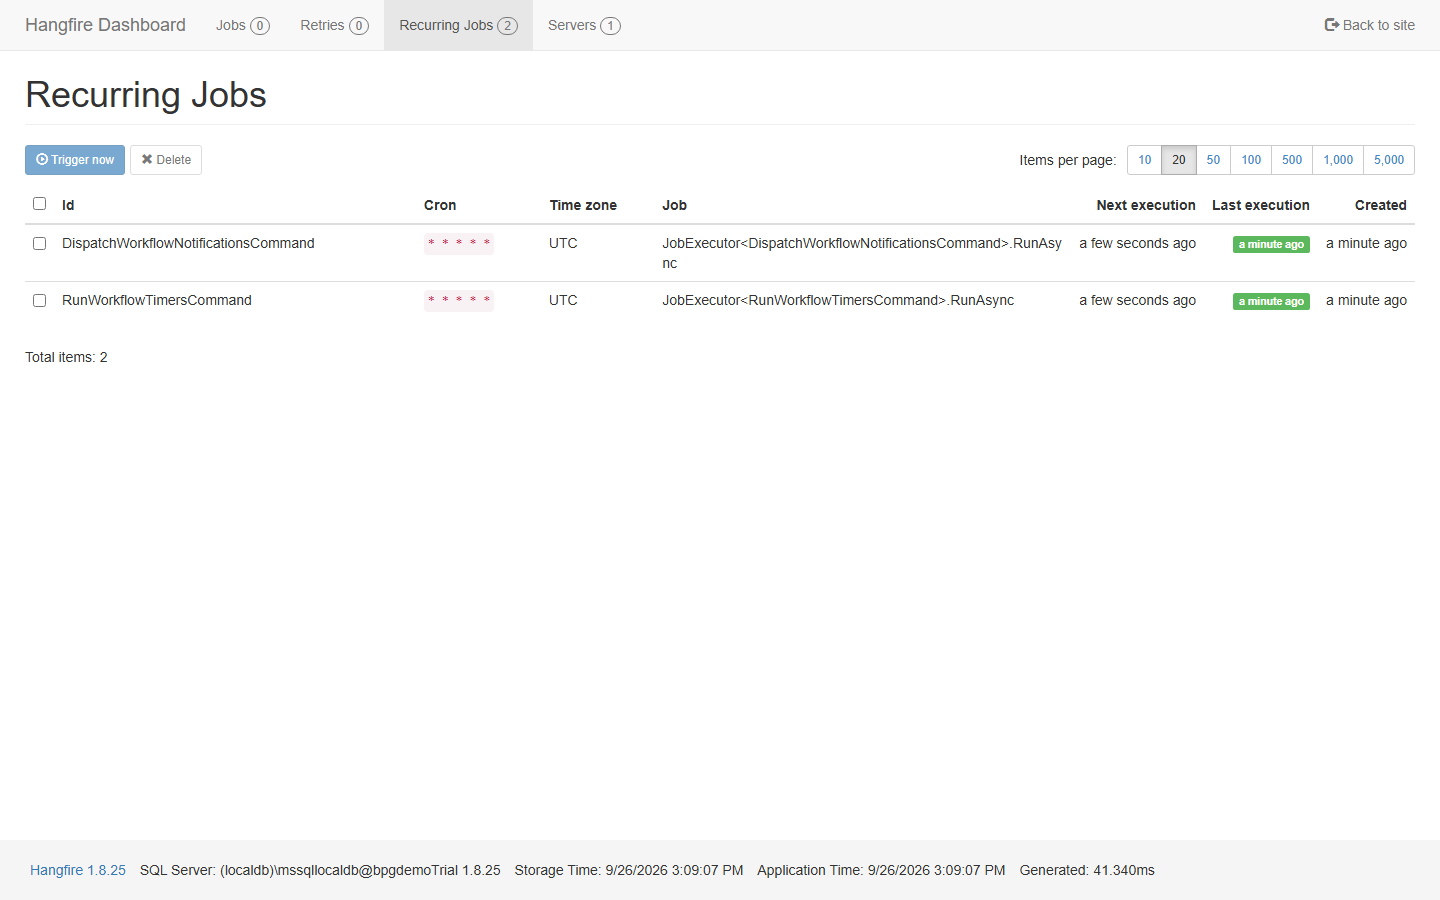 Hangfire Dashboard Jobs 0 Retries 0 Recurring Jobs 2 Servers 1 Back to site
Recurring Jobs
Trigger now Delete Items per page: 10 20 50 100 500 1,000 5,000
Id Cron Time zone Job Next execution Last execution Created
DispatchWorkflowNotificationsCommand * * * * * UTC JobExecutor<DispatchWorkflowNotificationsCommand>.RunAsy a few seconds ago a minute ago a minute ago
nc
RunWorkflowTimersCommand * * * * * UTC JobExecutor<RunWorkflowTimersCommand>.RunAsync a few seconds ago a minute ago a minute ago
Total items: 2
Hangfire 1.8.25 SQL Server: (localdb)\mssqllocaldb@bpgdemoTrial 1.8.25 Storage Time: 9/26/2026 3:09:07 PM Application Time: 9/26/2026 3:09:07 PM Generated: 41.340ms